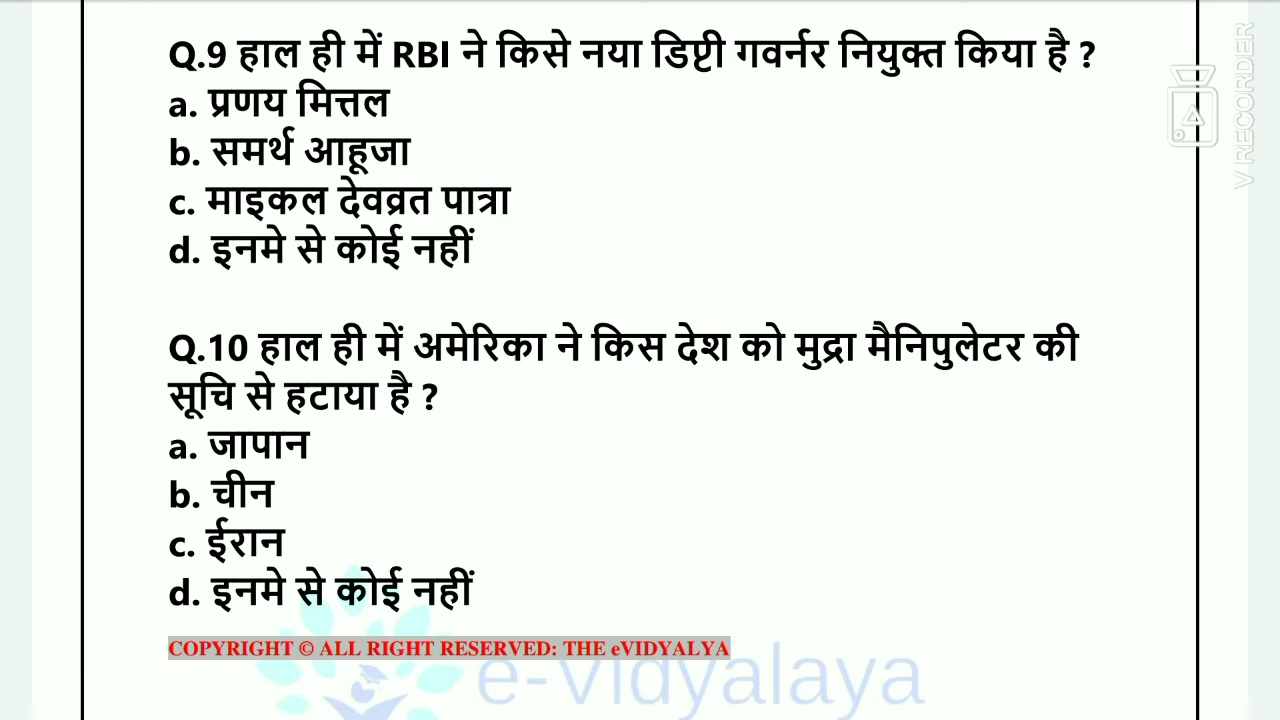 Q.9 हाल ही में RBI ने किसे नया डिप्टी गवर्नर नियुक्त किया है ?
a. प्रणय मित्तल
b. समर्थ आहूजा
c. माइकल देवव्रत पात्रा
d. इनमे से कोई नहीं
Q.10 हाल ही में अमेरिका ने किस देश को मुद्रा मैनिपुलेटर की
सूचि से हटाया है ?
a. जापान
b. चीन
c. ईरान
d. इनमे से कोई नहीं
COPYRIGHT © ALL RIGHT RESERVED: THE eVIDYALYA
e-Vidyalaya
V RECORDER